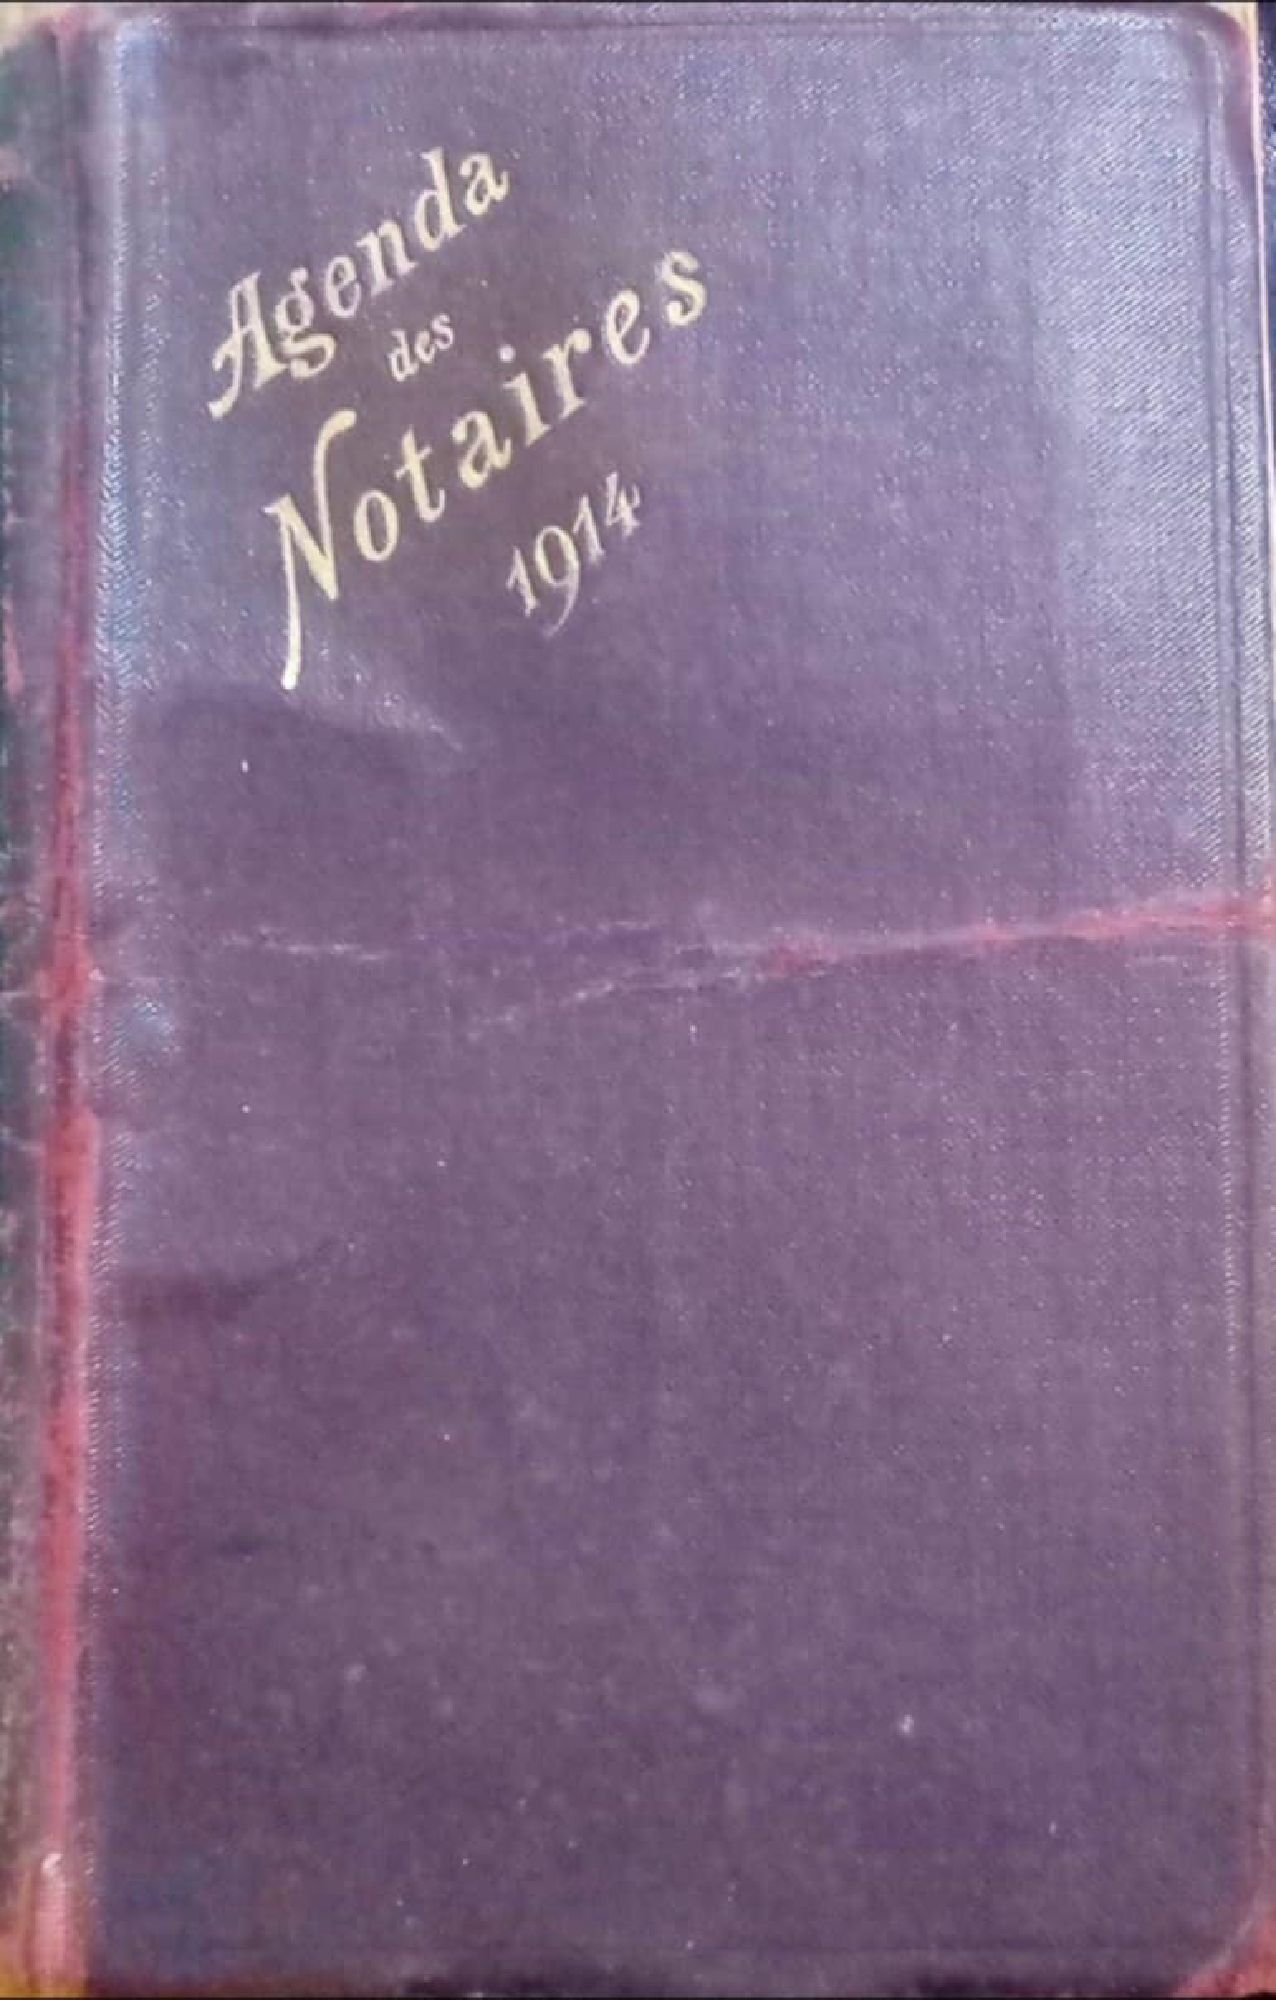 Agenda
des
Notaires
1914